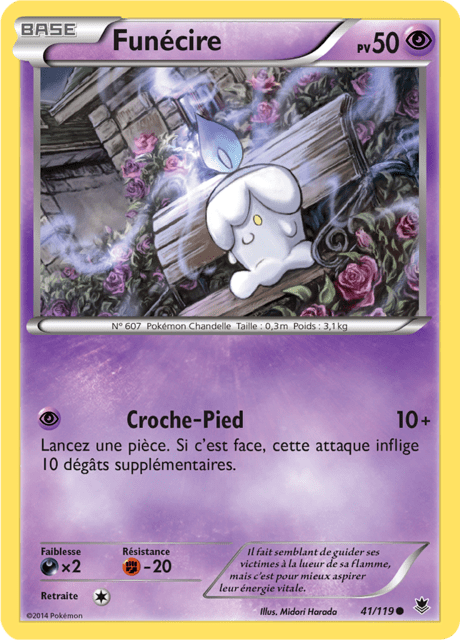 BASE
Funécire
PV50
N° 607 Pokémon Chandelle Taille : 0,3m Poids : 3,1kg
Croche-Pied 10+
Lancez une pièce. Si c'est face, cette attaque inflige
10 dégâts supplémentaires.
Faiblesse Résistance
×2 -20
Il fait semblant de guider ses
victimes à la lueur de sa flamme,
mais c'est pour mieux aspirer
leur énergie vitale.
Retraite
©2014 Pokémon
Illus. Midori Harada 41/119